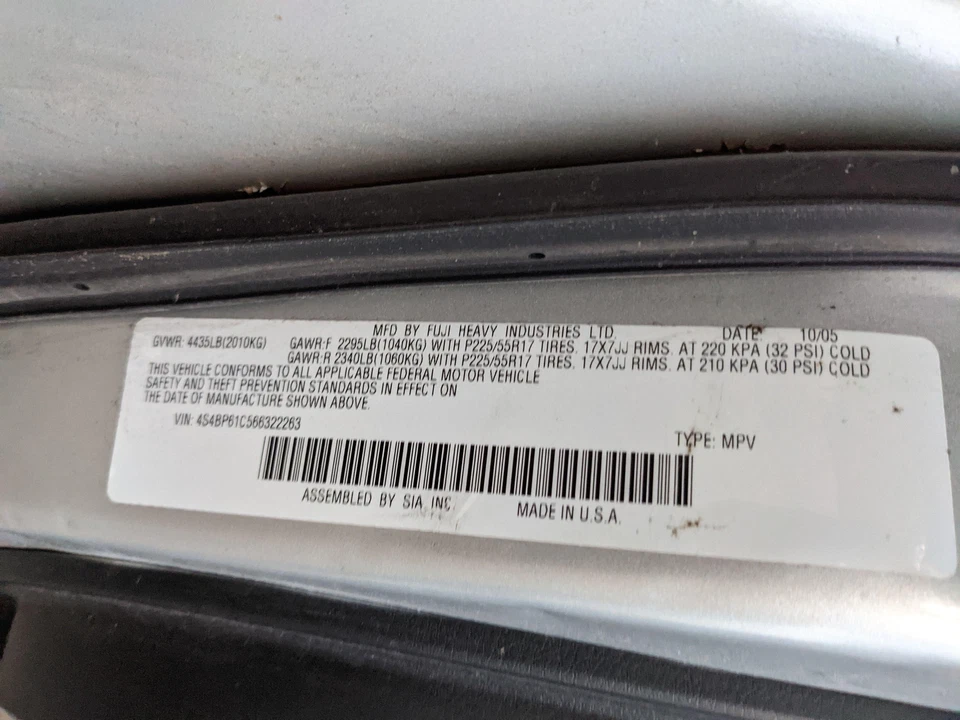 MFD BY FUJI HEAVY INDUSTRIES LTD DATE: 10/05
GVWR: 4435LB(2010KG) GAWR:F 2295LB(1040KG) WITH P225/55R17 TIRES. 17X7JJ RIMS. AT 220 KPA (32 PSI) COLD
GAWR:R 2340LB(1060KG) WITH P225/55R17 TIRES. 17X7JJ RIMS. AT 210 KPA (30 PSI) COLD
THIS VEHICLE CONFORMS TO ALL APPLICABLE FEDERAL MOTOR VEHICLE
SAFETY AND THEFT PREVENTION STANDARDS IN EFFECT ON
THE DATE OF MANUFACTURE SHOWN ABOVE.
VIN: 4S4BP61C566322263
TYPE: MPV
ASSEMBLED BY SIA, INC. MADE IN U.S.A.